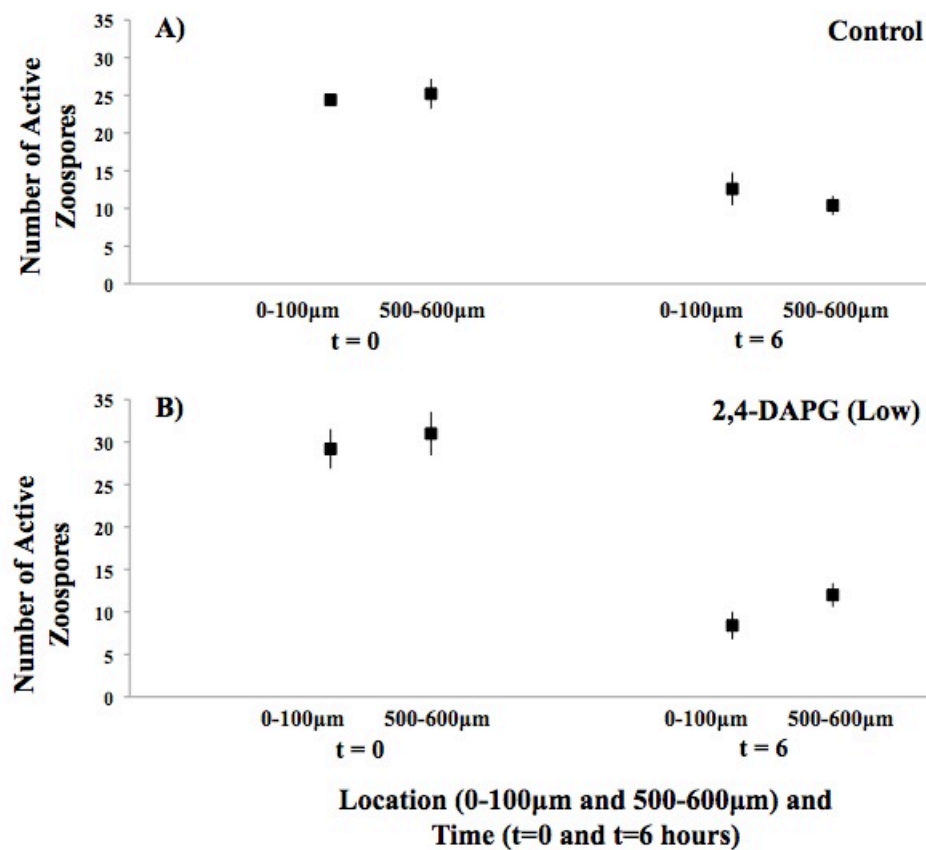 A)
Control
Number of Active
Zoospores
35
30
25
20
15
10
5
0
0-100µm 500-600µm 0-100µm 500-600µm
t = 0 t = 6
B)
2,4-DAPG (Low)
Number of Active
Zoospores
35
30
25
20
15
10
5
0
0-100µm 500-600µm 0-100µm 500-600µm
t = 0 t = 6
Location (0-100µm and 500-600µm) and
Time (t=0 and t=6 hours)